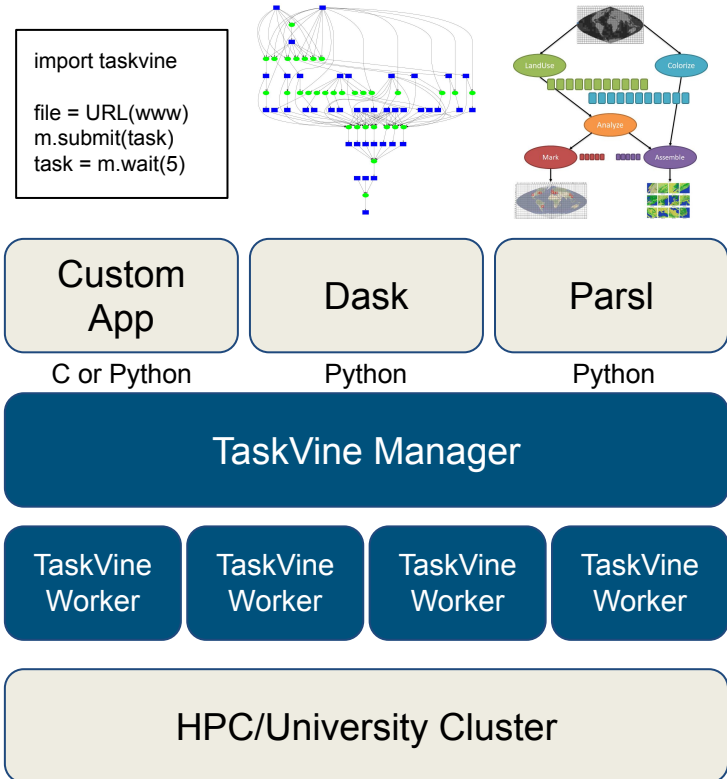 import taskvine
file = URL(www)
m.submit(task)
task = m.wait(5)
LandUse
Colorize
Analyze
Mark
Assemble
Custom
App
Dask
Parsl
C or Python
Python
Python
TaskVine Manager
TaskVine
Worker
TaskVine
Worker
TaskVine
Worker
TaskVine
Worker
HPC/University Cluster